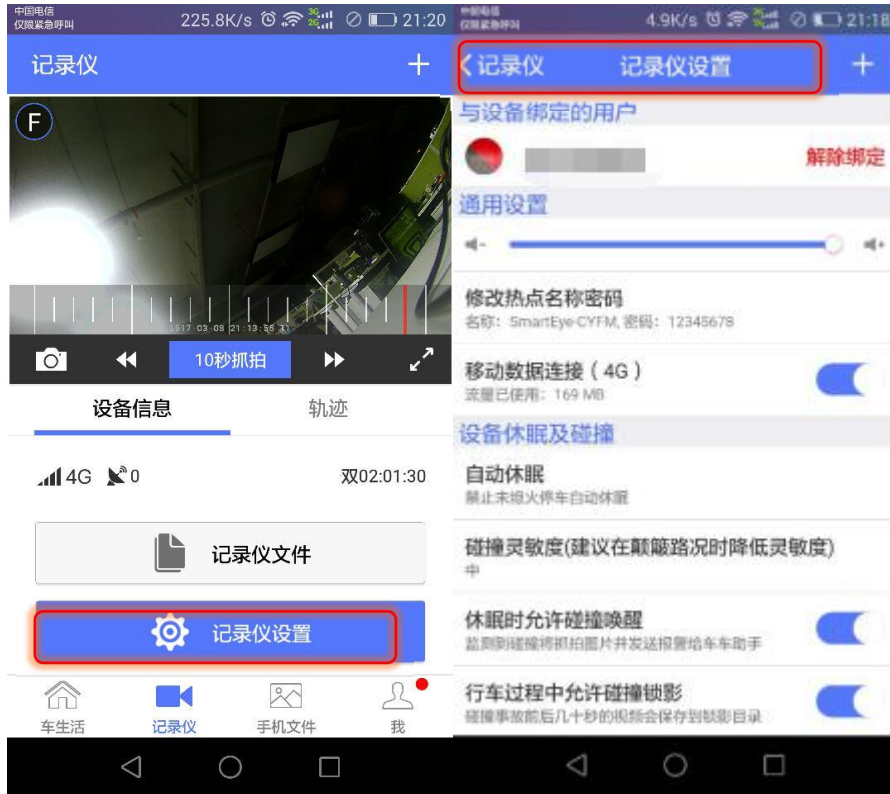 中国电信
仅限紧急呼叫
225.8K/s
3G
2G
21:20
记录仪
+
F
2017-03-08 21:13:56
10秒抓拍
设备信息
轨迹
4G
0
双02:01:30
记录仪文件
记录仪设置
车生活
记录仪
手机文件
我
中国电信
仅限紧急呼叫
4.9K/s
21:18
记录仪
记录仪设置
+
与设备绑定的用户
解除绑定
通用设置
修改热点名称密码
名称：SmartEye-CYFM, 密码：12345678
移动数据连接（4G）
流量已使用：169 MB
设备休眠及碰撞
自动休眠
禁止未熄火停车自动休眠
碰撞灵敏度(建议在颠簸路况时降低灵敏度)
中
休眠时允许碰撞唤醒
监测到碰撞将抓拍图片并发送报警给车车助手
行车过程中允许碰撞锁影
碰撞事故前后几十秒的视频会保存到锁影目录